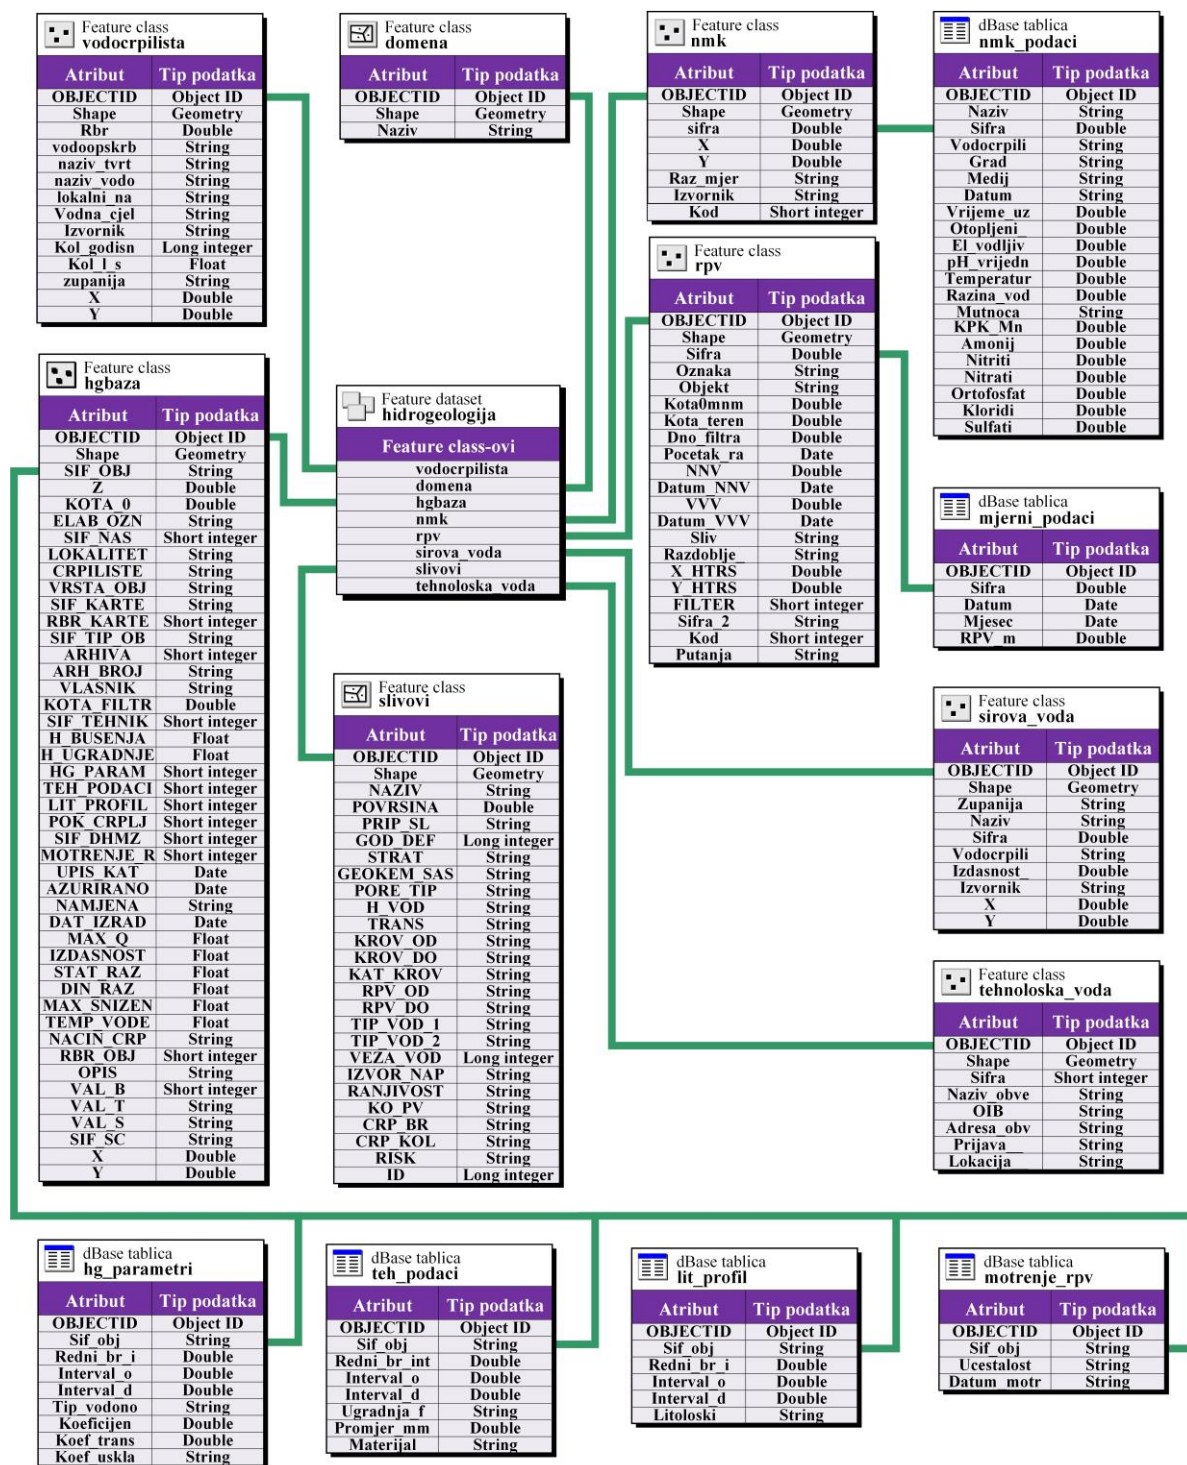 Feature class
vodocrpilista
Atribut Tip podatka
OBJECTID Object ID
Shape Geometry
Rbr Double
vodoopskrb String
naziv_tvrt String
naziv_vodo String
lokalni_na String
Vodna_cjel String
Izvornik String
Kol_godisn Long integer
Kol_l_s Float
zupanija String
X Double
Y Double
Feature class
domena
Atribut Tip podatka
OBJECTID Object ID
Shape Geometry
Naziv String
Feature class
nmk
Atribut Tip podatka
OBJECTID Object ID
Shape Geometry
sifra Double
X Double
Y Double
Raz_mjer String
Izvornik String
Kod Short integer
dBase tablica
nmk_podaci
Atribut Tip podatka
OBJECTID Object ID
Naziv String
Sifra Double
Vodocrpili String
Grad String
Medij String
Datum String
Vrijeme_uz Double
Otopljeni_ Double
El_vodljiv Double
pH_vrijedn Double
Temperatur Double
Razina_vod Double
Mutnoca String
KPK_Mn Double
Amonij Double
Nitriti Double
Nitrati Double
Ortofosfat Double
Kloridi Double
Sulfati Double
Feature class
hgbaza
Atribut Tip podatka
OBJECTID Object ID
Shape Geometry
SIF_OBJ String
Z Double
KOTA_0 Double
ELAB_OZN String
SIF_NAS Short integer
LOKALITET String
CRPILISTE String
VRSTA_OBJ String
SIF_KARTE String
RBR_KARTE Short integer
SIF_TIP_OB String
ARHIVA Short integer
ARH_BROJ String
VLASNIK String
KOTA_FILTR Double
SIF_TEHNIK Short integer
H_BUSENJA Float
H_UGRADNJE Float
HG_PARAM Short integer
TEH_PODACI Short integer
LIT_PROFIL Short integer
POK_CRPLJ Short integer
SIF_DHMZ Short integer
MOTRENJE_R Short integer
UPIS_KAT Date
AZURIRANO Date
NAMJENA String
DAT_IZRAD Date
MAX_Q Float
IZDASNOST Float
STAT_RAZ Float
DIN_RAZ Float
MAX_SNIZEN Float
TEMP_VODE Float
NACIN_CRP String
RBR_OBJ Short integer
OPIS String
VAL_B Short integer
VAL_T String
VAL_S String
SIF_SC String
X Double
Y Double
Feature dataset
hidrogeologija
Feature class-ovi
vodocrpilista
domena
hgbaza
nmk
rpv
sirova_voda
slivovi
tehnoloska_voda
Feature class
rpv
Atribut Tip podatka
OBJECTID Object ID
Shape Geometry
Sifra Double
Oznaka String
Objekt String
Kota0mnm Double
Kota_teren Double
Dno_filtra Double
Pocetak_ra Date
NNV Double
Datum_NNV Date
VVV Double
Datum_VVV Date
Sliv String
Razdoblje_ String
X_HTRS Double
Y_HTRS Double
FILTER Short integer
Sifra_2 String
Kod Short integer
Putanja String
dBase tablica
mjerni_podaci
Atribut Tip podatka
OBJECTID Object ID
Sifra Double
Datum Date
Mjesec Date
RPV_m Double
Feature class
slivovi
Atribut Tip podatka
OBJECTID Object ID
Shape Geometry
NAZIV String
POVRSINA Double
PRIP_SL String
GOD_DEF Long integer
STRAT String
GEOKEM_SAS String
PORE_TIP String
H_VOD String
TRANS String
KROV_OD String
KROV_DO String
KAT_KROV String
RPV_OD String
RPV_DO String
TIP_VOD_1 String
TIP_VOD_2 String
VEZA_VOD Long integer
IZVOR_NAP String
RANJIVOST String
KO_PV String
CRP_BR String
CRP_KOL String
RISK String
ID Long integer
Feature class
sirova_voda
Atribut Tip podatka
OBJECTID Object ID
Shape Geometry
Zupanija String
Naziv String
Sifra Double
Vodocrpili String
Izdasnost_ Double
Izvornik String
X Double
Y Double
Feature class
tehnoloska_voda
Atribut Tip podatka
OBJECTID Object ID
Shape Geometry
Sifra Short integer
Naziv_obve String
OIB String
Adresa_obv String
Prijava__ String
Lokacija_ String
dBase tablica
hg_parametri
Atribut Tip podatka
OBJECTID Object ID
Sif_obj String
Redni_br_i Double
Interval_o Double
Interval_d Double
Tip_vodono String
Koeficijen Double
Koef_trans Double
Koef_uskla String
dBase tablica
teh_podaci
Atribut Tip podatka
OBJECTID Object ID
Sif_obj String
Redni_br_int Double
Interval_o Double
Interval_d Double
Ugradnja_f String
Promjer_mm Double
Materijal String
dBase tablica
lit_profil
Atribut Tip podatka
OBJECTID Object ID
Sif_obj String
Redni_br_i Double
Interval_o Double
Interval_d Double
Litoloski String
dBase tablica
motrenje_rpv
Atribut Tip podatka
OBJECTID Object ID
Sif_obj String
Ucestalost String
Datum_motr String